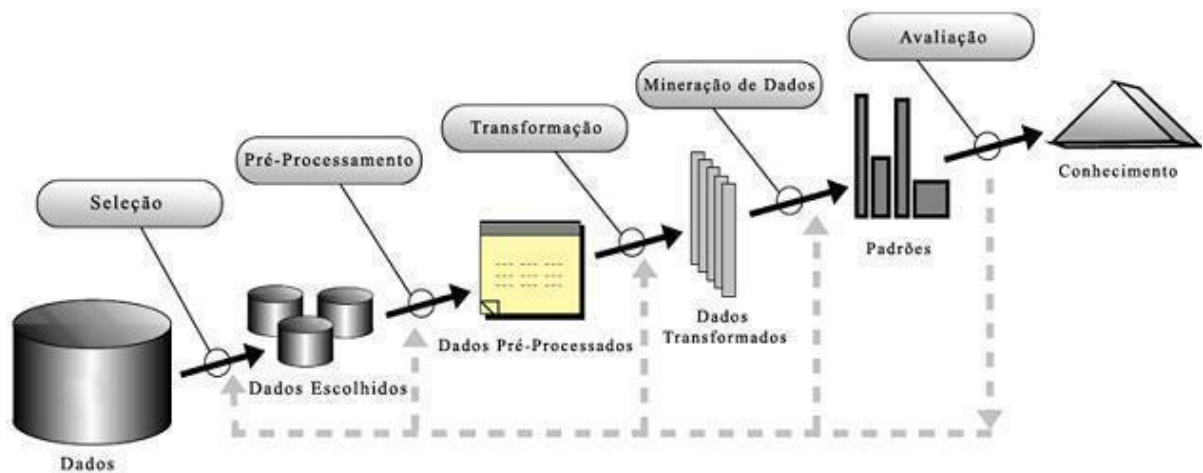 Avaliação
Mineração de Dados
Transformação
Pré-Processamento
Seleção
Conhecimento
Padrões
Dados
Transformados
Dados Pré-Processados
Dados Escolhidos
Dados